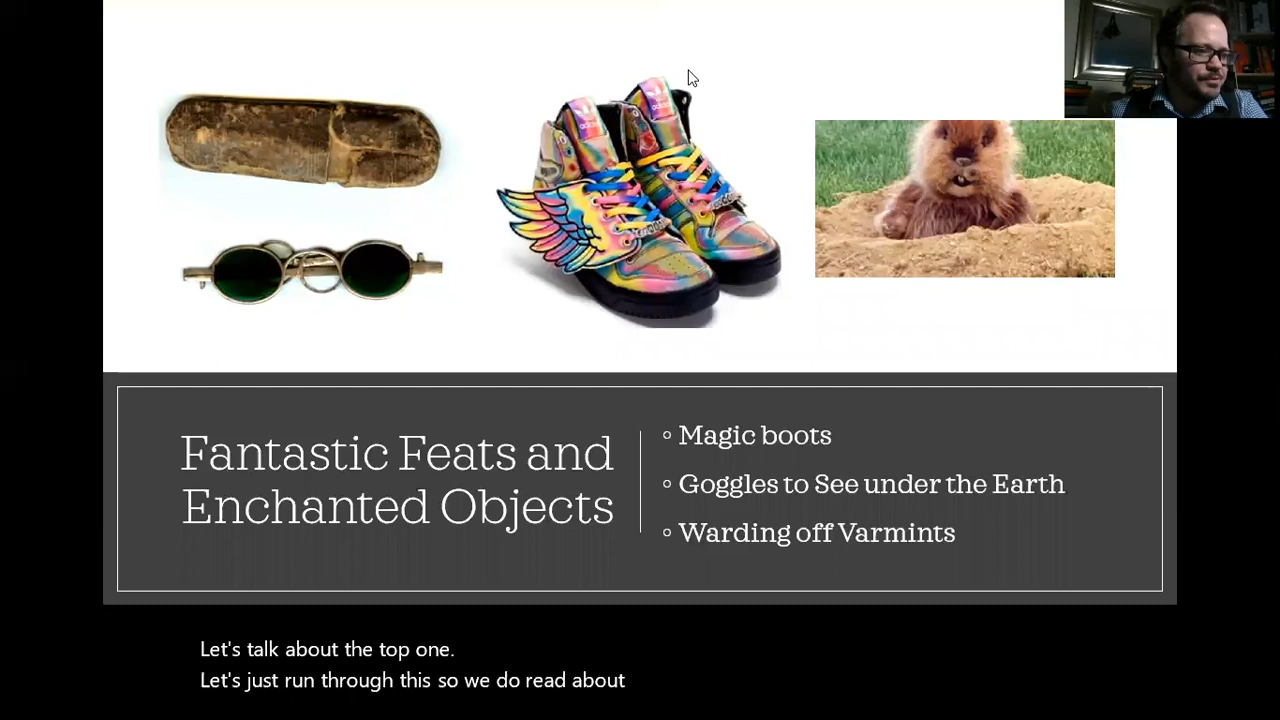 Fantastic Feats and
Enchanted Objects
◦ Magic boots
◦ Goggles to See under the Earth
◦ Warding off Varmints
Let's talk about the top one.
Let's just run through this so we do read about